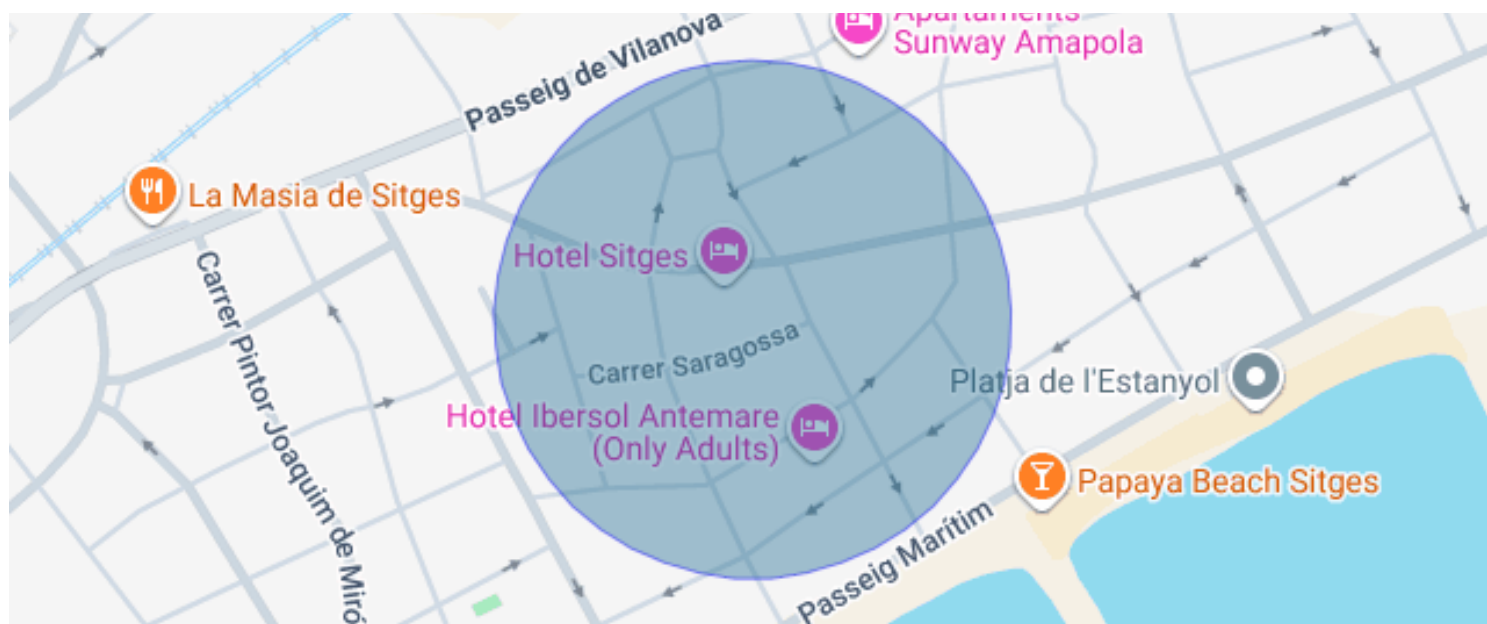 Apartaments
Sunway Amapola
Passeig de Vilanova
La Masia de Sitges
Hotel Sitges
Carrer Pintor Joaquim de Miró
Carrer Saragossa
Platja de l'Estanyol
Hotel Ibersol Antemare
(Only Adults)
Papaya Beach Sitges
Passeig Marítim